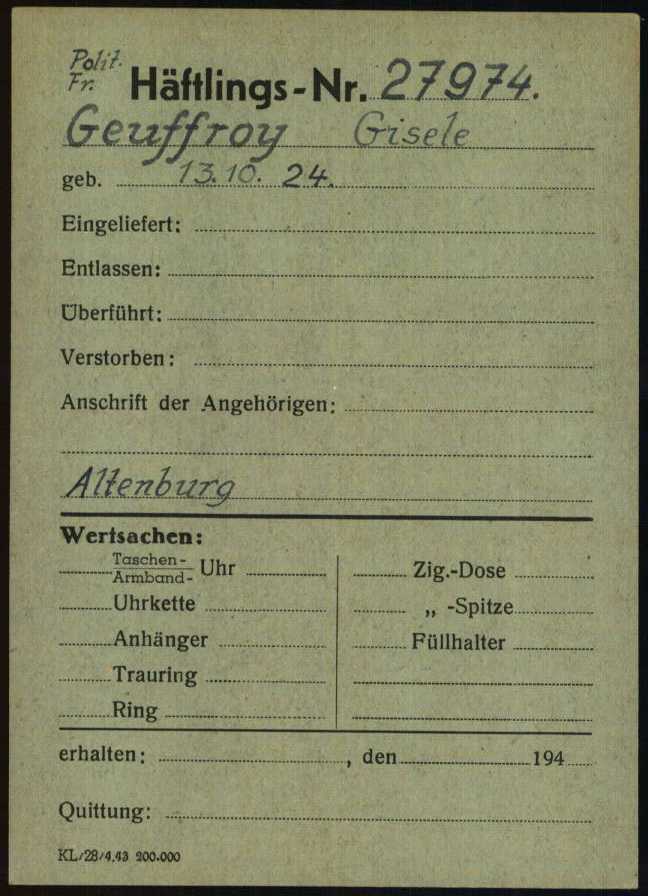 Polit.
Fr.
Häftlings-Nr. 27974.
Geuffroy Gisele
geb. 13.10. 24.
Eingeliefert:
Entlassen:
Überführt:
Verstorben:
Anschrift der Angehörigen:
Altenburg
Wertsachen:
Taschen-
Armband- Uhr
Zig.-Dose
Uhrkette
„ -Spitze
Anhänger
Füllhalter
Trauring
Ring
erhalten: , den 194
Quittung:
KL/28/4.43 200.000